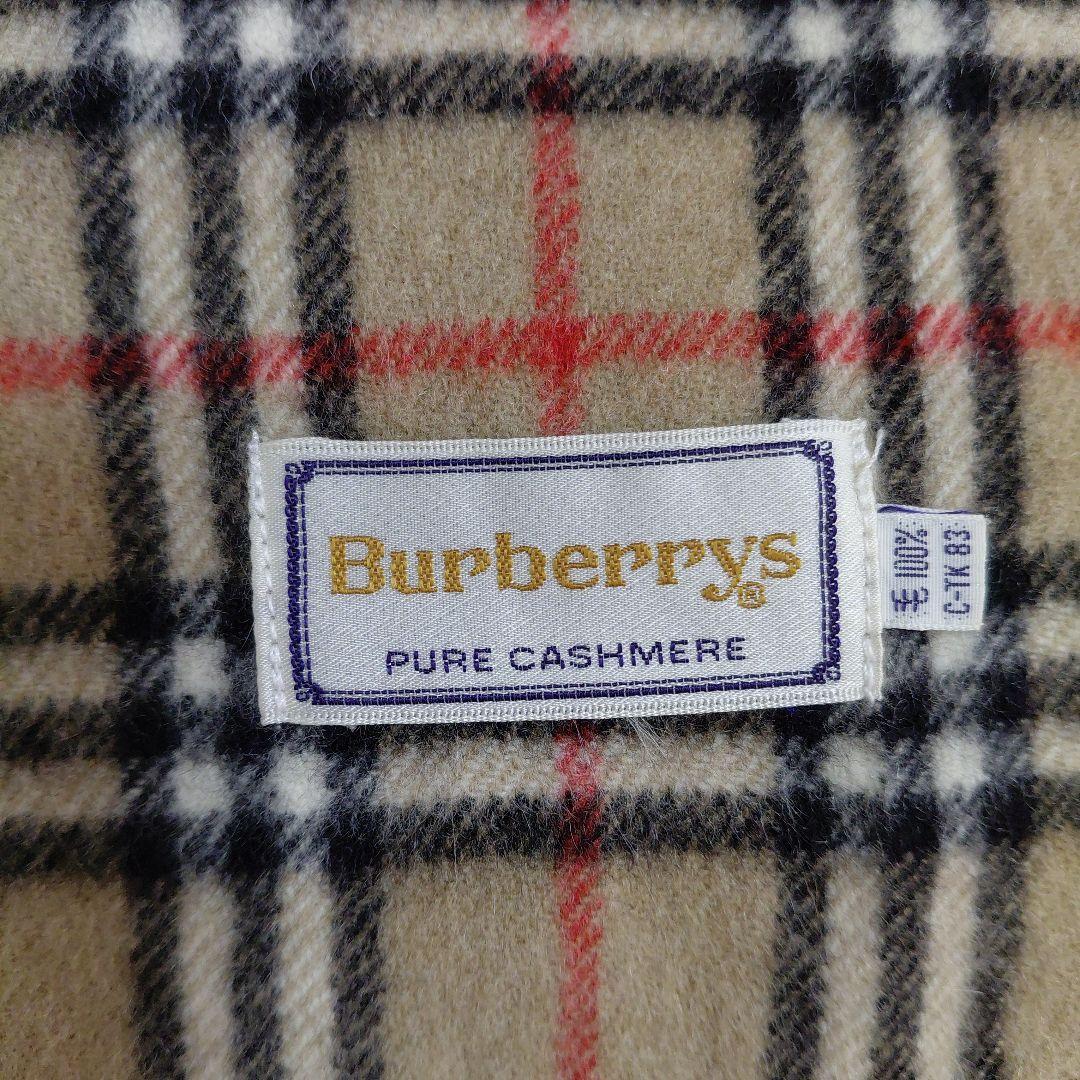 Burberrys®
PURE CASHMERE
毛 100%
C-TK 83